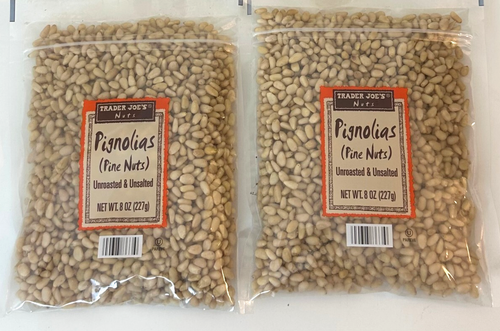 TRADER JOE'S
Nuts
Pignolias
(Pine Nuts)
Unroasted & Unsalted
NET WT. 8 OZ (227g)
TRADER JOE'S
Nuts
Pignolias
(Pine Nuts)
Unroasted & Unsalted
NET WT. 8 OZ (227g)